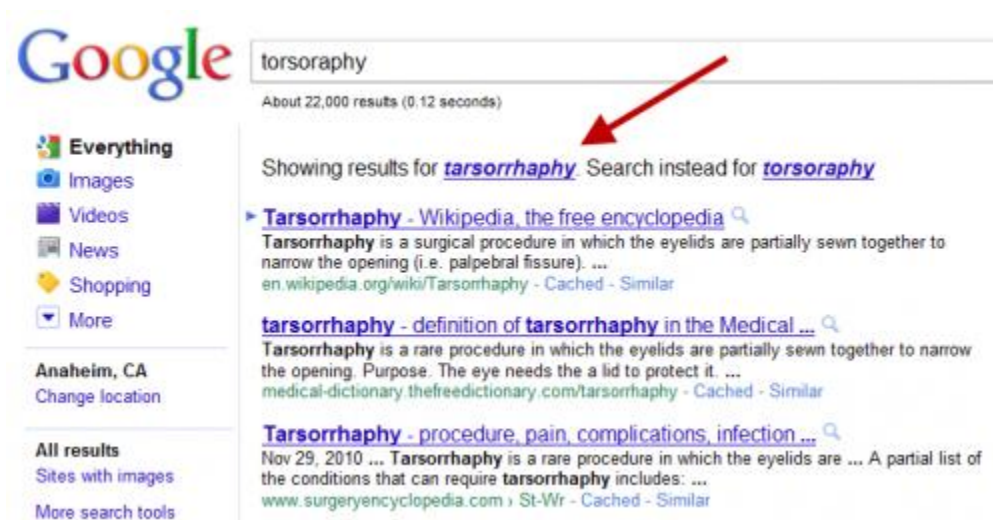 Google
torsoraphy
About 22,000 results (0.12 seconds)
Everything
Images
Videos
News
Shopping
More
Anaheim, CA
Change location
All results
Sites with images
More search tools
Showing results for tarsorrhaphy. Search instead for torsoraphy
Tarsorrhaphy - Wikipedia, the free encyclopedia
Tarsorrhaphy is a surgical procedure in which the eyelids are partially sewn together to
narrow the opening (i.e. palpebral fissure). ...
en.wikipedia.org/wiki/Tarsorrhaphy - Cached - Similar
tarsorrhaphy - definition of tarsorrhaphy in the Medical ...
Tarsorrhaphy is a rare procedure in which the eyelids are partially sewn together to narrow
the opening. Purpose. The eye needs the a lid to protect it. ...
medical-dictionary.thefreedictionary.com/tarsorrhaphy - Cached - Similar
Tarsorrhaphy - procedure, pain, complications, infection ...
Nov 29, 2010 ... Tarsorrhaphy is a rare procedure in which the eyelids are ... A partial list of
the conditions that can require tarsorrhaphy includes: ...
www.surgeryencyclopedia.com › St-Wr - Cached - Similar